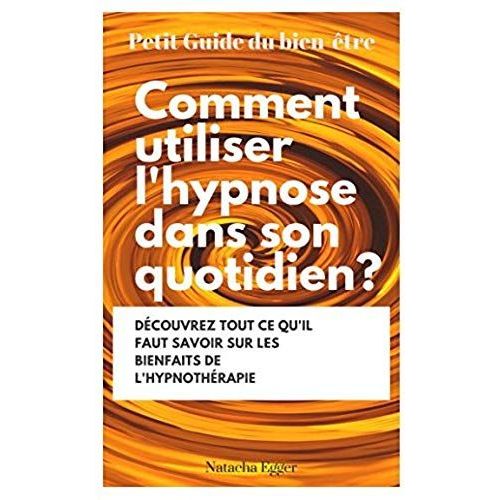 Petit Guide du bien-être
Comment
utiliser
l'hypnose
dans son
quotidien?
DÉCOUVREZ TOUT CE QU'IL
FAUT SAVOIR SUR LES
BIENFAITS DE
L'HYPNOTHÉRAPIE
Natacha Egger